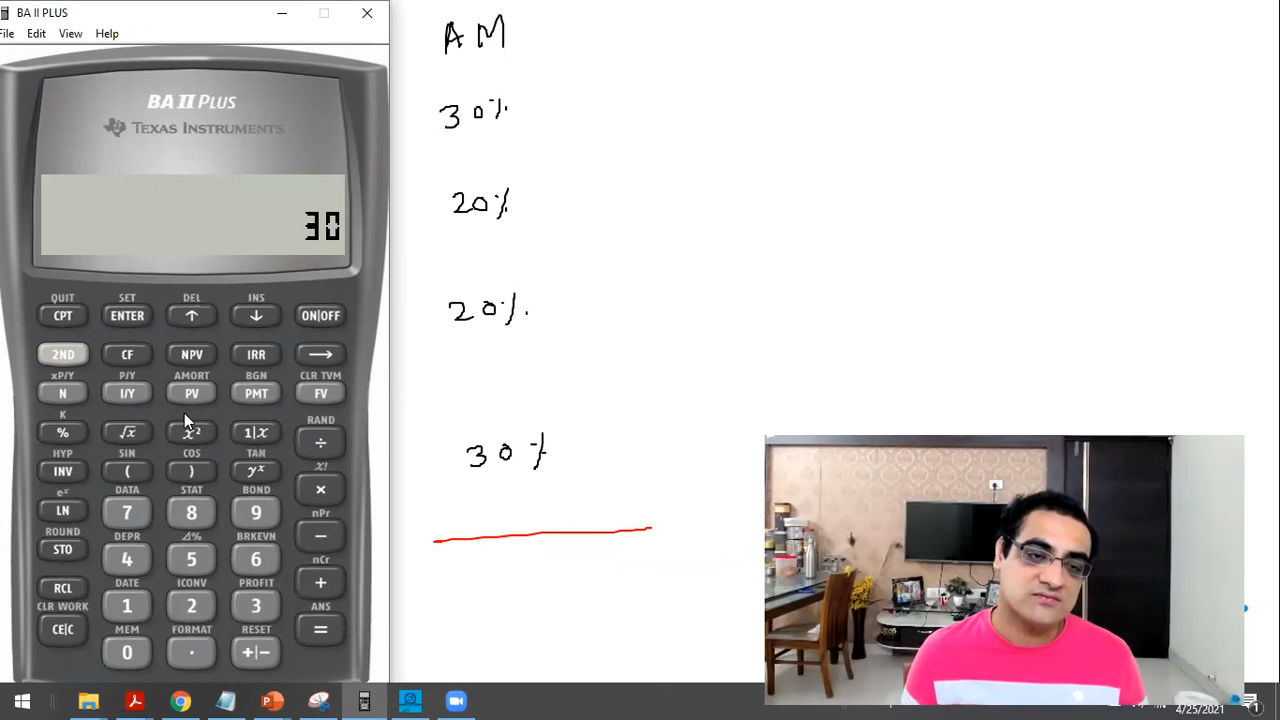 BA II PLUS
File Edit View Help
BA II PLUS
TEXAS INSTRUMENTS
30
QUIT SET DEL INS
CPT ENTER ↑ ↓ ON|OFF
2ND CF NPV IRR →
xP/Y P/Y AMORT BGN CLR TVM
N I/Y PV PMT FV
K RAND
% √x x² 1|X ÷
HYP SIN COS TAN X!
INV ( ) yˣ ×
eˣ DATA STAT BOND nPr
LN 7 8 9 −
ROUND DEPR Δ% BRKEVN nCr
STO 4 5 6 +
DATE ICONV PROFIT ANS
RCL 1 2 3
CLR WORK MEM FORMAT RESET
CE|C 0 . +|− =
AM
30%
20%
20%
30%
4/25/2021
1